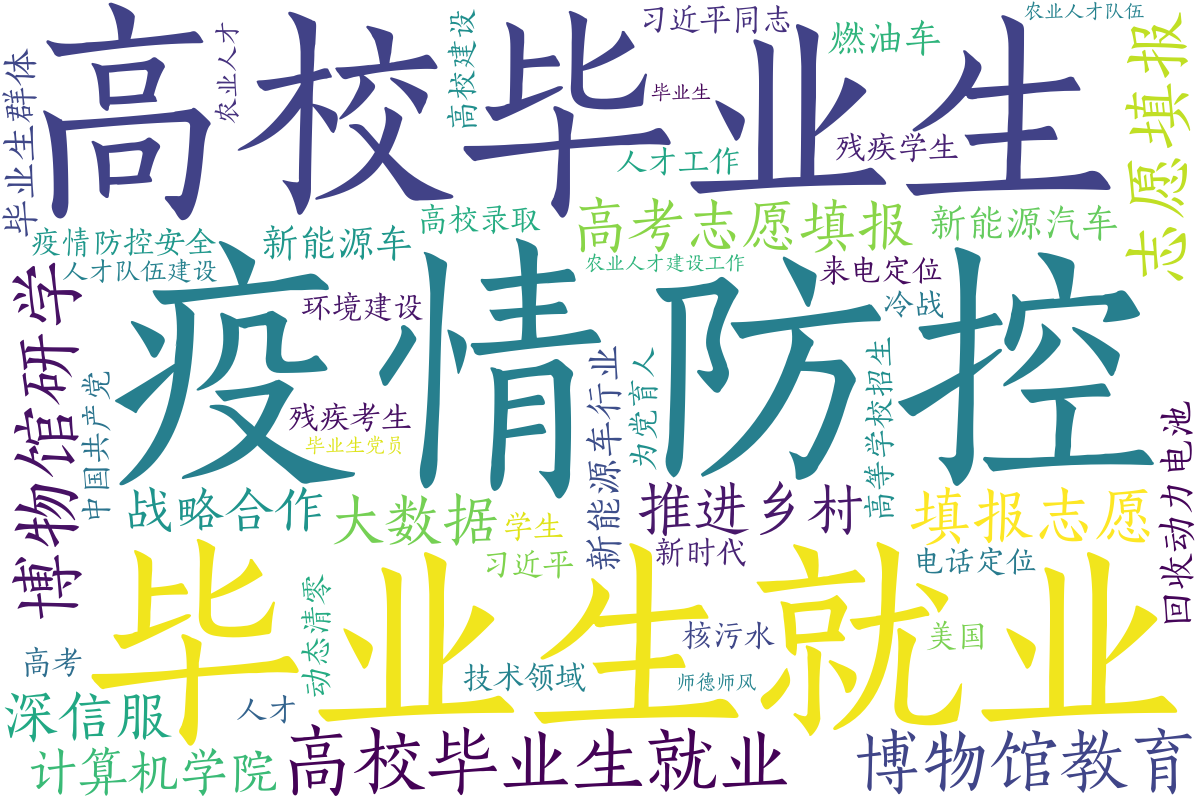 高校毕业生
习近平同志
农业人才队伍
燃油车
高校建设
农业人才
毕业生群体
毕业生
人才工作
残疾学生
志愿填报
高校录取
高考志愿填报
新能源汽车
疫情防控安全
新能源车
人才队伍建设
农业人才建设工作
来电定位
疫情防控
环境建设
冷战
博物馆研学
中国共产党
残疾考生
毕业生党员
新能源车行业
为党育人
高等学校招生
回收动力电池
战略合作
大数据
学生
推进乡村
填报志愿
习近平
新时代
电话定位
毕业生就业
动态清零
核污水
美国
高考
技术领域
师德师风
深信服
人才
计算机学院
高校毕业生就业
博物馆教育